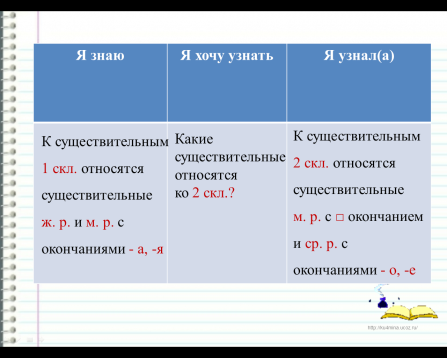 Я знаю
Я хочу узнать
Я узнал(а)
К существительным
1 скл. относятся
существительные
ж. р. и м. р. с
окончаниями - а, -я
Какие
существительные
относятся
ко 2 скл.?
К существительным
2 скл. относятся
существительные
м. р. с □ окончанием
и ср. р. с
окончаниями - о, -е